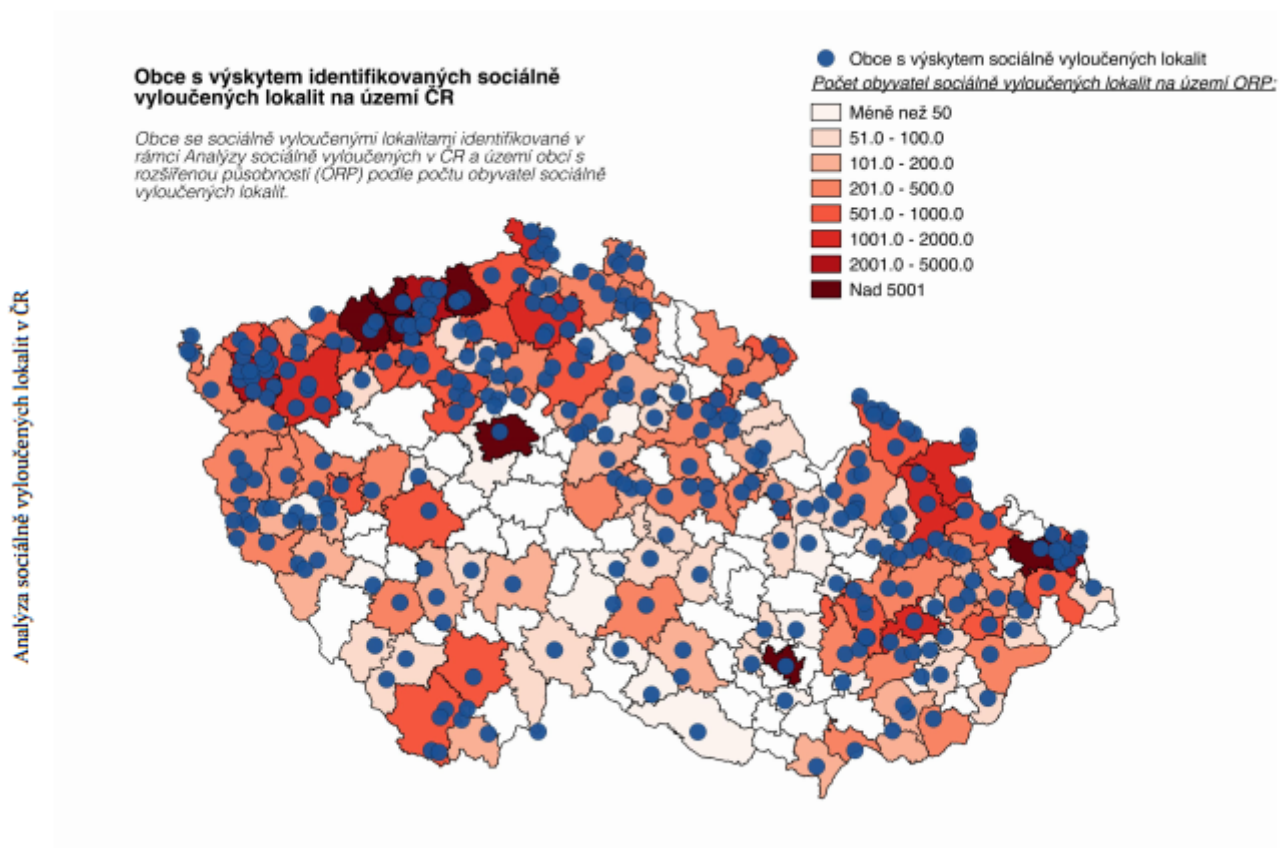 Analýza sociálně vyloučených lokalit v ČR
Obce s výskytem identifikovaných sociálně
vyloučených lokalit na území ČR
Obce se sociálně vyloučenými lokalitami identifikované v
rámci Analýzy sociálně vyloučených v ČR a území obcí s
rozšířenou působností (ORP) podle počtu obyvatel sociálně
vyloučených lokalit.
Obce s výskytem sociálně vyloučených lokalit
Počet obyvatel sociálně vyloučených lokalit na území ORP:
Méně než 50
51.0 - 100.0
101.0 - 200.0
201.0 - 500.0
501.0 - 1000.0
1001.0 - 2000.0
2001.0 - 5000.0
Nad 5001